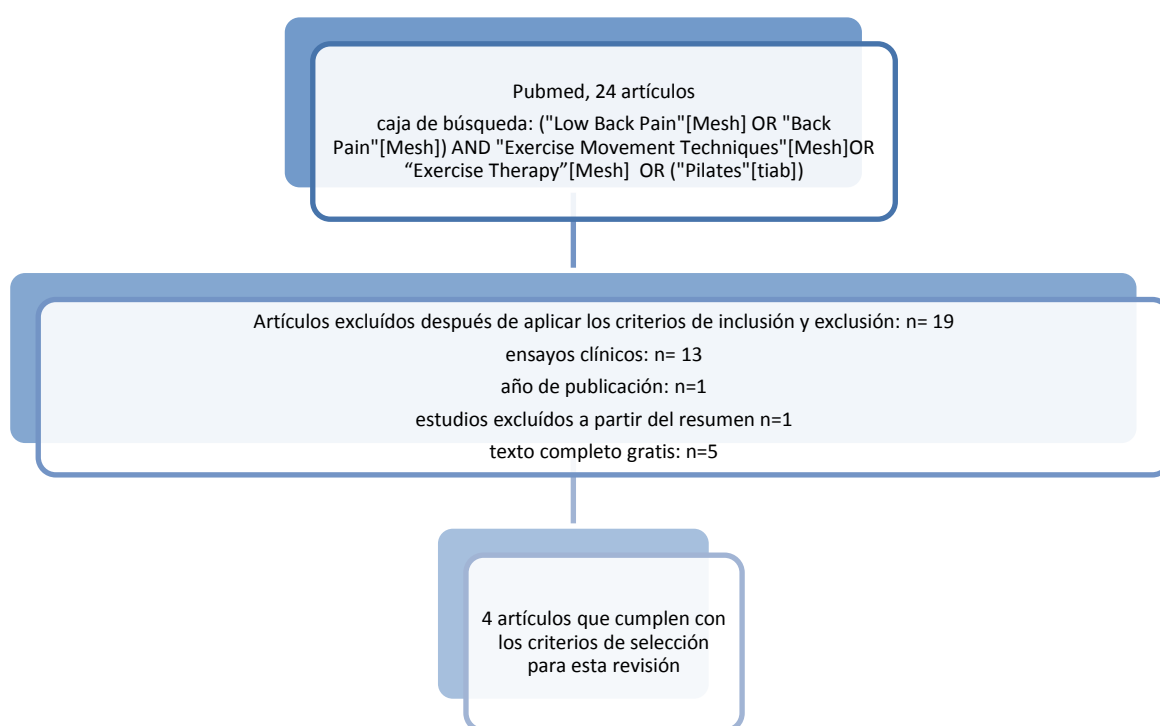 Pubmed, 24 artículos
caja de búsqueda: ("Low Back Pain"[Mesh] OR "Back
Pain"[Mesh]) AND "Exercise Movement Techniques"[Mesh]OR
“Exercise Therapy”[Mesh]  OR ("Pilates"[tiab])
Artículos excluídos después de aplicar los criterios de inclusión y exclusión: n= 19
ensayos clínicos: n= 13
año de publicación: n=1
estudios excluídos a partir del resumen n=1
texto completo gratis: n=5
4 artículos que cumplen con
los criterios de selección
para esta revisión